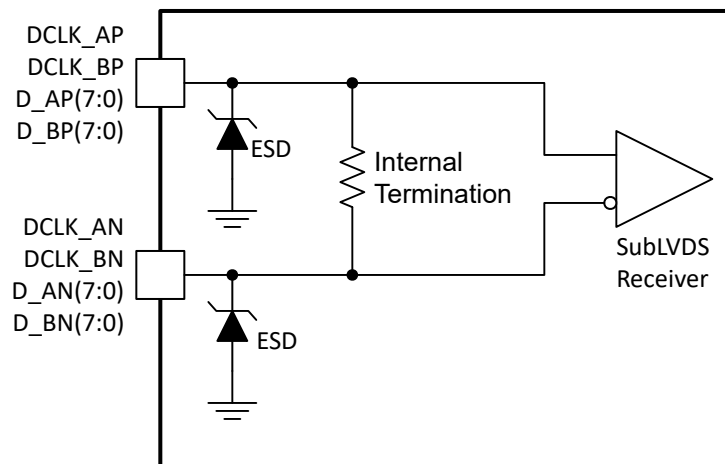 DCLK_AP
DCLK_BP
D_AP(7:0)
D_BP(7:0)
ESD
Internal
Termination
DCLK_AN
DCLK_BN
D_AN(7:0)
D_BN(7:0)
ESD
SubLVDS
Receiver